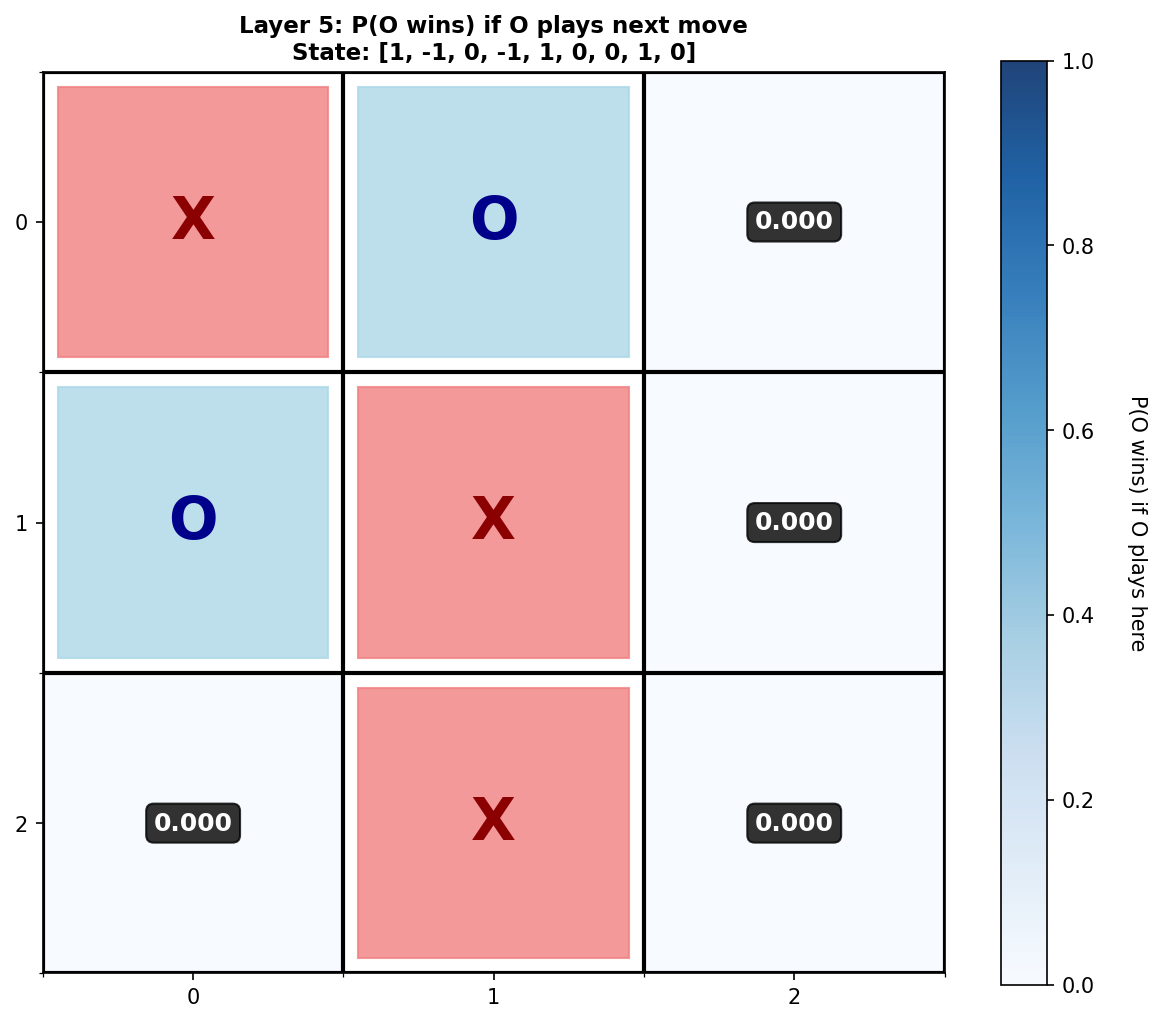 Layer 5: P(O wins) if O plays next move
State: [1, -1, 0, -1, 1, 0, 0, 1, 0]
1.0
0
X
O
0.000
0.8
0.6
1
O
X
0.000
P(O wins) if O plays here
0.4
0.2
2
0.000
X
0.000
0.0
0
1
2